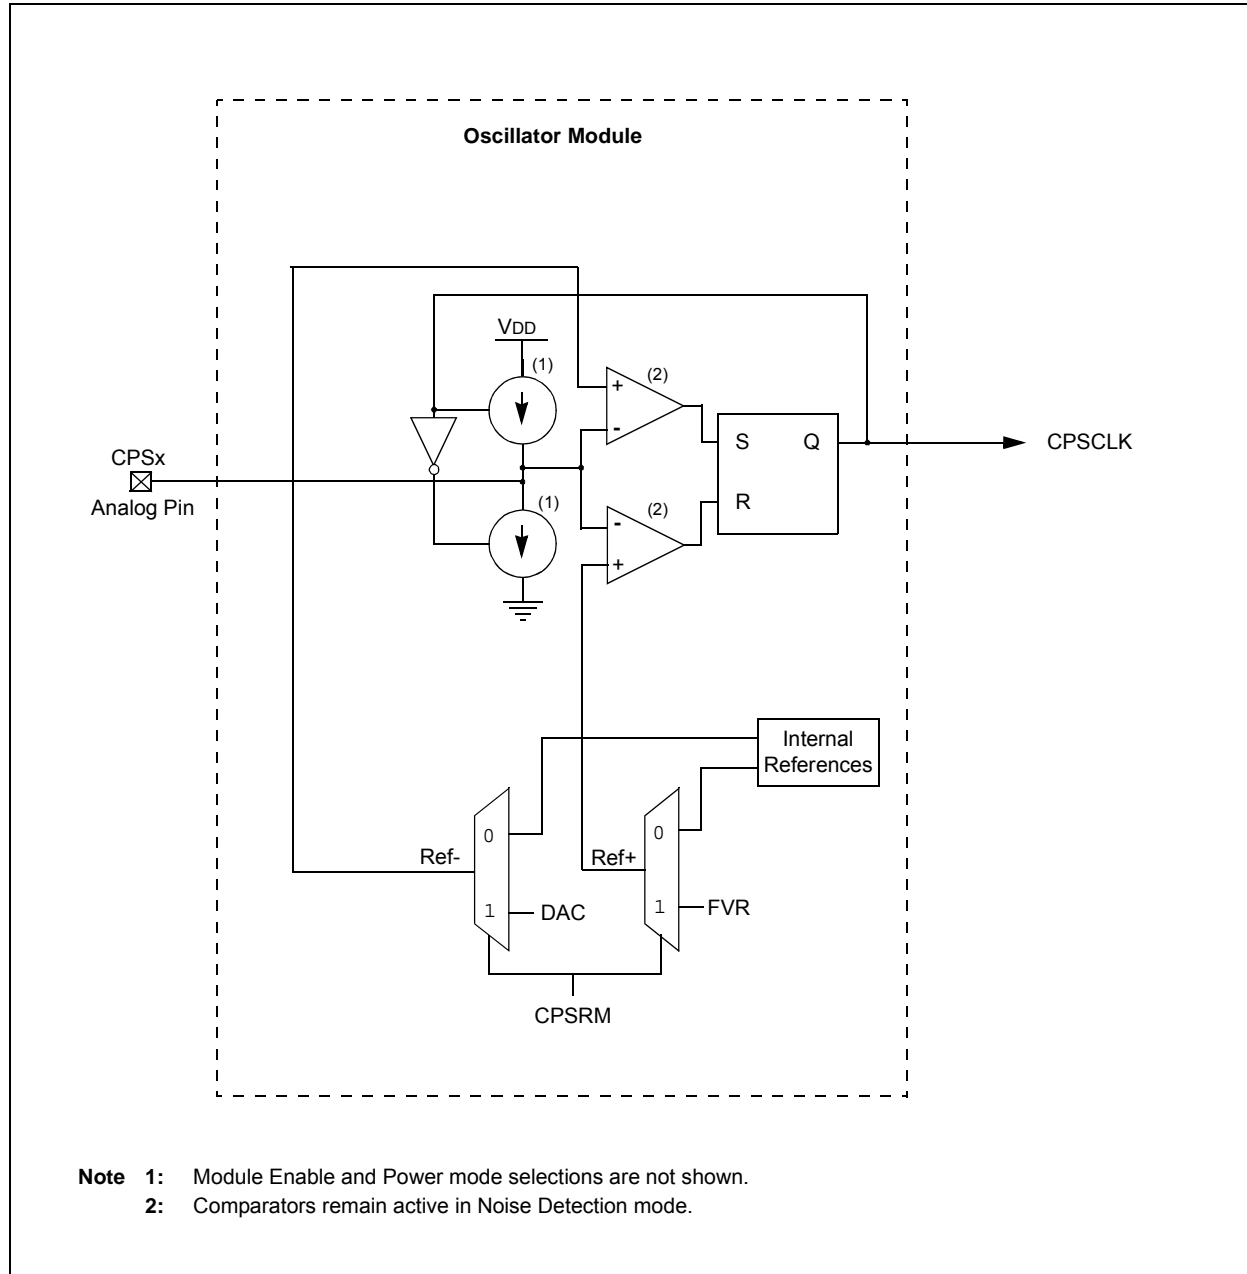 Oscillator Module
VDD
(1)
(2)
+
-
S Q
CPSCLK
CPSx
Analog Pin
(1)
(2)
R
-
+
Internal
References
0
0
Ref-
Ref+
1
DAC
1
FVR
CPSRM
Note 1: Module Enable and Power mode selections are not shown.
2: Comparators remain active in Noise Detection mode.